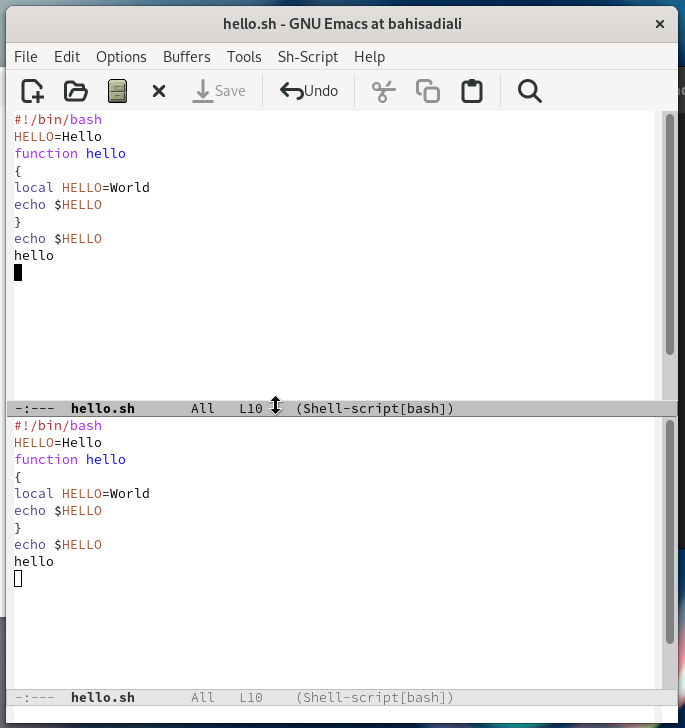 hello.sh - GNU Emacs at bahisadiali
File Edit Options Buffers Tools Sh-Script Help
Save Undo
#!/bin/bash
HELLO=Hello
function hello
{
local HELLO=World
echo $HELLO
}
echo $HELLO
hello
-:--- hello.sh All L10 (Shell-script[bash])
#!/bin/bash
HELLO=Hello
function hello
{
local HELLO=World
echo $HELLO
}
echo $HELLO
hello
-:--- hello.sh All L10 (Shell-script[bash])